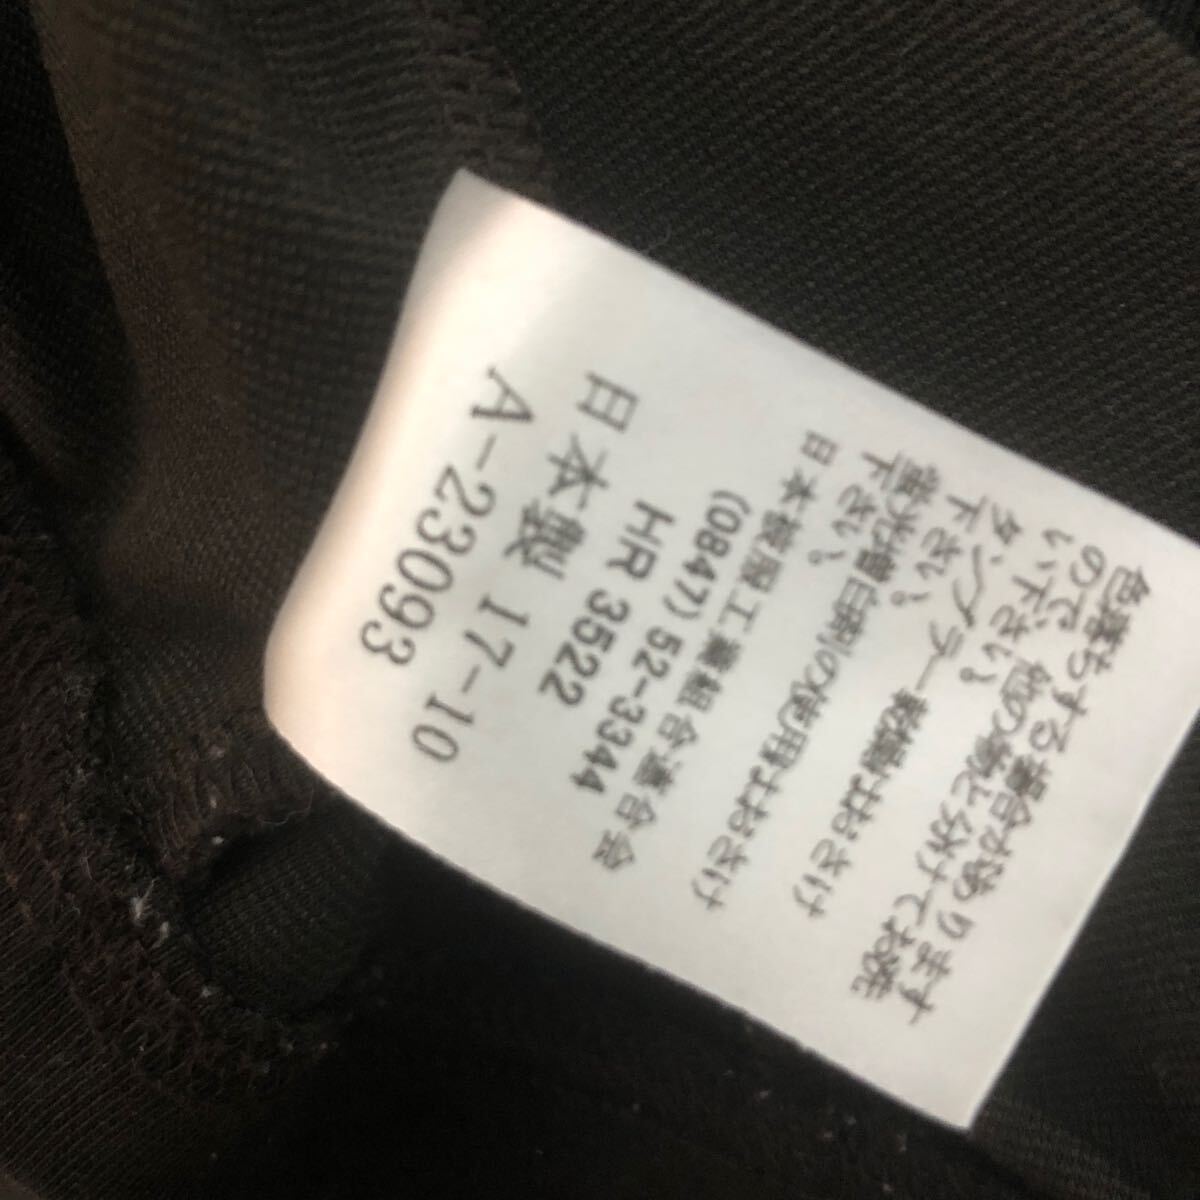 色落ちする場合があります
ので 他の物と分けてお洗
い下さい。
タンブラー乾燥はおさけ
下さい。
蛍光増白剤の使用はおさけ
下さい。
日本被服工業組合連合会
(0847) 52-3344
HR 3522
日本製 17-10
A-23093